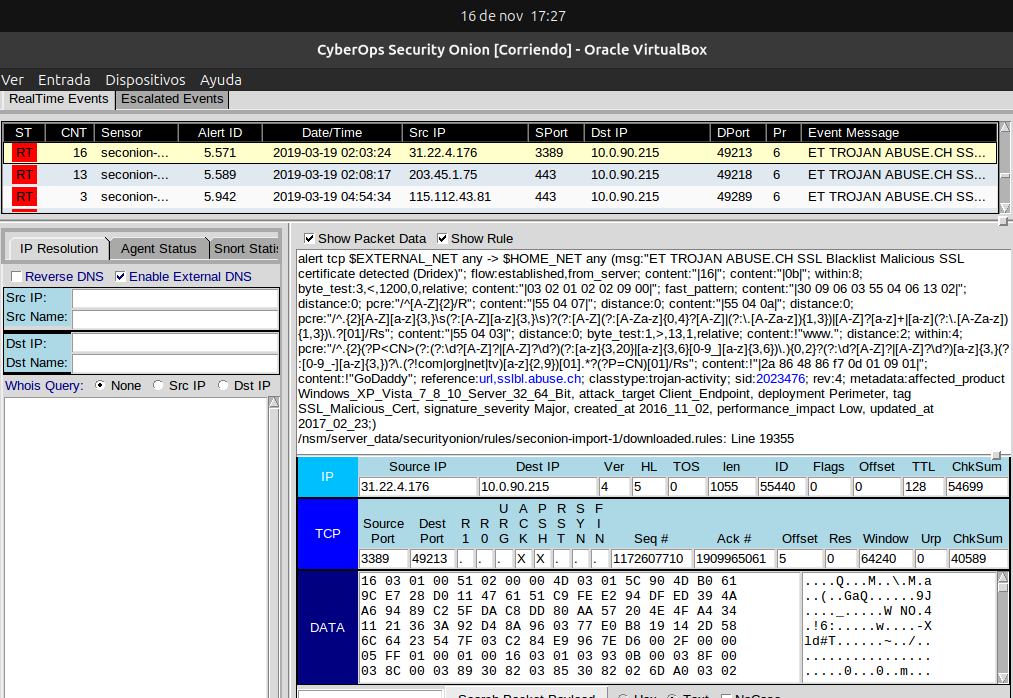 16 de nov 17:27
CyberOps Security Onion [Corriendo] - Oracle VirtualBox
Ver Entrada Dispositivos Ayuda
RealTime Events Escalated Events
ST CNT Sensor Alert ID Date/Time Src IP SPort Dst IP DPort Pr Event Message
RT 16 seconion-... 5.571 2019-03-19 02:03:24 31.22.4.176 3389 10.0.90.215 49213 6 ET TROJAN ABUSE.CH SS...
RT 13 seconion-... 5.589 2019-03-19 02:08:17 203.45.1.75 443 10.0.90.215 49218 6 ET TROJAN ABUSE.CH SS...
RT 3 seconion-... 5.942 2019-03-19 04:54:34 115.112.43.81 443 10.0.90.215 49289 6 ET TROJAN ABUSE.CH SS...
IP Resolution Agent Status Snort Statis
Reverse DNS Enable External DNS
Src IP:
Src Name:
Dst IP:
Dst Name:
Whois Query: None Src IP Dst IP
Show Packet Data Show Rule
alert tcp $EXTERNAL_NET any -> $HOME_NET any (msg:"ET TROJAN ABUSE.CH SSL Blacklist Malicious SSL
certificate detected (Dridex)"; flow:established,from_server; content:"|16|"; content:"|0b|"; within:8;
byte_test:3,<,1200,0,relative; content:"|03 02 01 02 02 09 00|"; fast_pattern; content:"|30 09 06 03 55 04 06 13 02|";
distance:0; pcre:"/^[A-Z]{2}/R"; content:"|55 04 07|"; distance:0; content:"|55 04 0a|"; distance:0;
pcre:"/^.{2}[A-Z][a-z]{3,}\s(?:[A-Z][a-z]{3,}\s)?(?:[A-Z](?:[A-Za-z]{0,4}?[A-Z]|(?:\.[A-Za-z]){1,3})|[A-Z]?[a-z]+|[a-z](?:\.[A-Za-z])
{1,3})\.?[01]/Rs"; content:"|55 04 03|"; distance:0; byte_test:1,>,13,1,relative; content:!"www."; distance:2; within:4;
pcre:"/^.{2}(?P<CN>(?:(?:\d?[A-Z]?|[A-Z]?\d?)(?:[a-z]{3,20}|[a-z]{3,6}[0-9_][a-z]{3,6})\.){0,2}?(?:\d?[A-Z]?|[A-Z]?\d?)[a-z]{3,}(?
:[0-9_-][a-z]{3,})?\.(?!com|org|net|tv)[a-z]{2,9})[01].*?(?P=CN)[01]/Rs"; content:!"|2a 86 48 86 f7 0d 01 09 01|";
content:!"GoDaddy"; reference:url,sslbl.abuse.ch; classtype:trojan-activity; sid:2023476; rev:4; metadata:affected_product
Windows_XP_Vista_7_8_10_Server_32_64_Bit, attack_target Client_Endpoint, deployment Perimeter, tag
SSL_Malicious_Cert, signature_severity Major, created_at 2016_11_02, performance_impact Low, updated_at
2017_02_23;)
/nsm/server_data/securityonion/rules/seconion-import-1/downloaded.rules: Line 19355
IP Source IP Dest IP Ver HL TOS len ID Flags Offset TTL ChkSum
31.22.4.176 10.0.90.215 4 5 0 1055 55440 0 0 128 54699
U A P R S F
R C S S Y I
TCP Source Port Dest Port R1 R0 G K H T N N Seq # Ack # Offset Res Window Urp ChkSum
3389 49213 . . . X X . . . 1172607710 1909965061 5 0 64240 0 40589
DATA
16 03 01 00 51 02 00 00 4D 03 01 5C 90 4D B0 61 ....Q...M..\.M.a
9C E7 28 D0 11 47 61 51 C9 FE E2 94 DF ED 39 4A ..(..GaQ......9J
A6 94 89 C2 5F DA C8 DD 80 AA 57 20 4E 4F A4 34 ...._.....W NO.4
11 21 36 3A 92 D4 8A 96 03 77 E0 B8 19 14 2D 58 .!6:.....w....-X
6C 64 23 54 7F 03 C2 84 E9 96 7E D6 00 2F 00 00 ld#T......~../..
05 FF 01 00 01 00 16 03 01 03 93 0B 00 03 8F 00 ................
03 8C 00 03 89 30 82 03 85 30 82 02 6D A0 03 02 .....0...0..m...
Search Packet Payload Hex Text NoCase